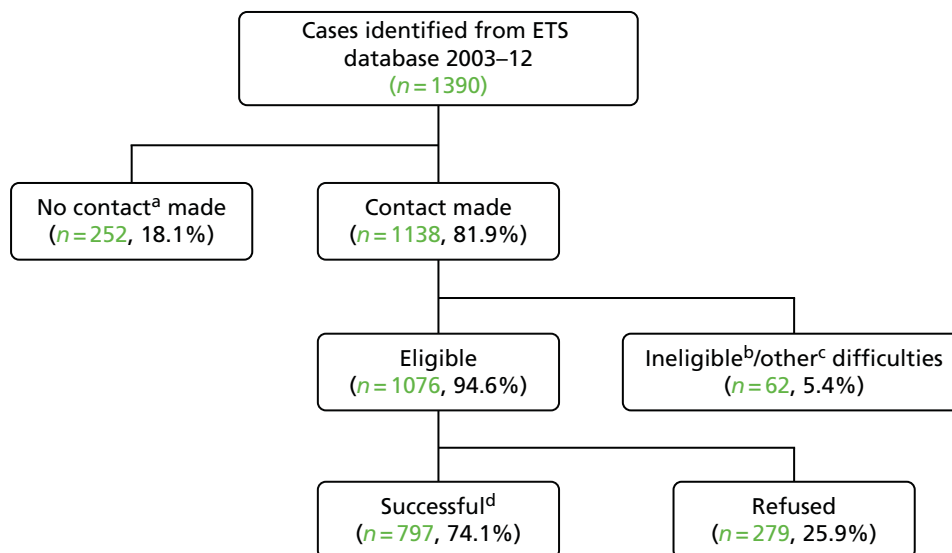 Cases identified from ETS
database 2003–12
(n=1390)
No contactᵃ made
(n=252, 18.1%)
Contact made
(n=1138, 81.9%)
Eligible
(n=1076, 94.6%)
Ineligibleᵇ/otherᶜ difficulties
(n=62, 5.4%)
Successfulᵈ
(n=797, 74.1%)
Refused
(n=279, 25.9%)